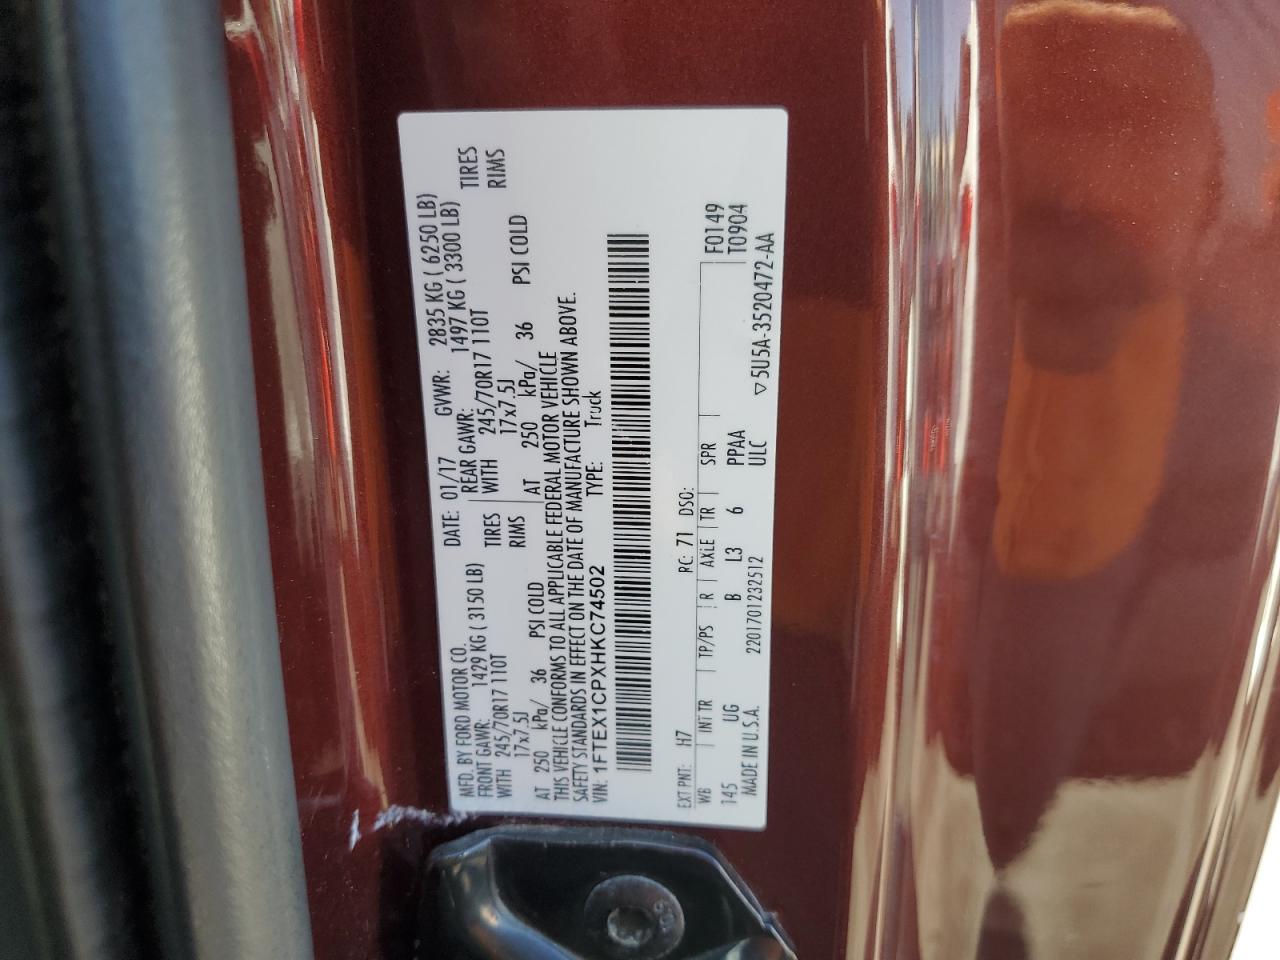 MFD. BY FORD MOTOR CO. DATE: 01/17 GVWR: 2835 KG ( 6250 LB)
FRONT GAWR: 1429 KG ( 3150 LB) REAR GAWR: 1497 KG ( 3300 LB)
WITH 245/70R17 110T TIRES WITH 245/70R17 110T TIRES
17x7.5J RIMS 17x7.5J RIMS
AT 250 kPa/ 36 PSI COLD AT 250 kPa/ 36 PSI COLD
THIS VEHICLE CONFORMS TO ALL APPLICABLE FEDERAL MOTOR VEHICLE
SAFETY STANDARDS IN EFFECT ON THE DATE OF MANUFACTURE SHOWN ABOVE.
VIN: 1FTEX1CPXHKC74502 TYPE: Truck
EXT PNT: H7 RC: 71 DSO:
WB INT TR TP/PS R AXLE TR SPR F0149
145 UG B L3 6 PPAA T0904
MADE IN U.S.A. 2201701232512 ULC ▽5U5A-3520472-AA